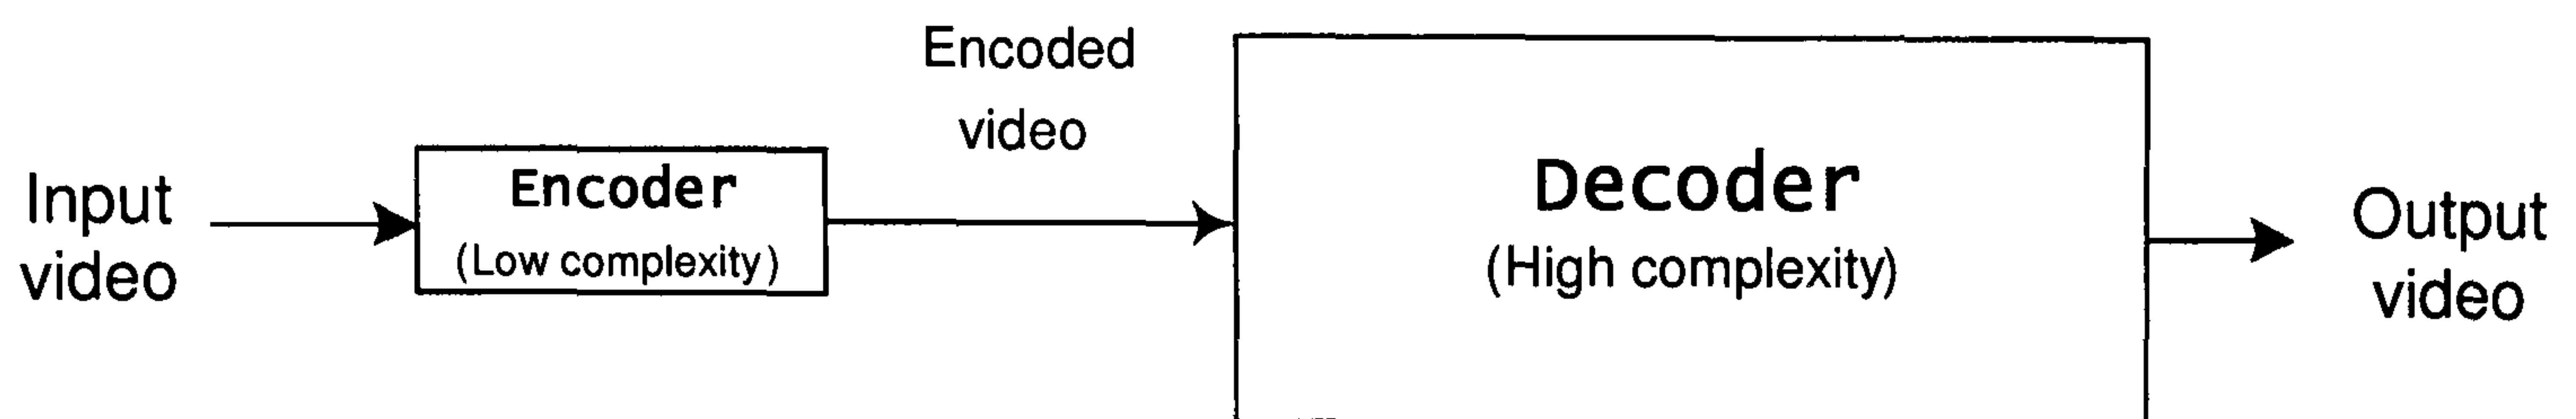 Input
video
Encoder
(Low complexity)
Encoded
video
Decoder
(High complexity)
Output
video